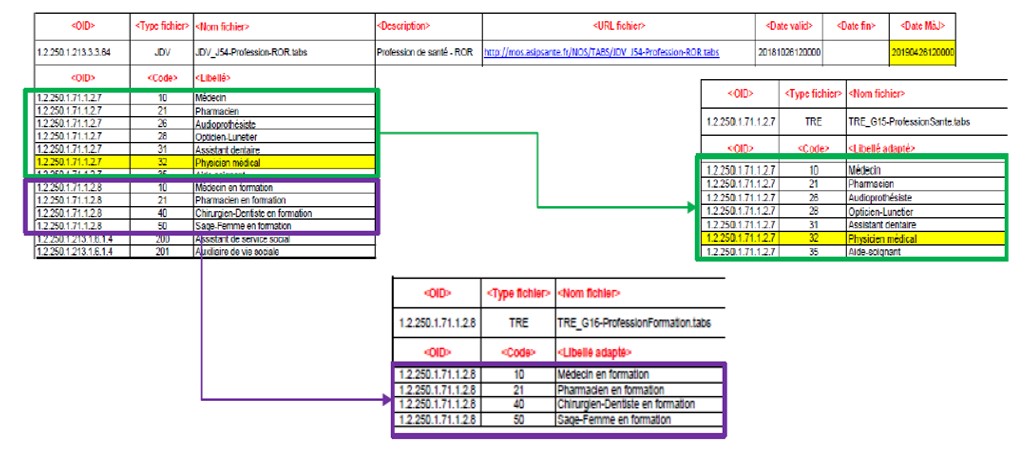 <OID> <Type fichier> <Nom fichier> <Description> <URL fichier> <Date valid> <Date fin> <Date MàJ>
1.2.250.1.213.3.3.64 JDV JDV_J54-Profession-ROR.tabs Profession de santé - ROR http://mos.asipsante.fr/NOS/TABS/JDV_J54-Profession-ROR.tabs 20181026120000 20190426120000
<OID> <Code> <Libellé>
1.2.250.1.71.1.2.7 10 Médecin
1.2.250.1.71.1.2.7 21 Pharmacien
1.2.250.1.71.1.2.7 26 Audioprothésiste
1.2.250.1.71.1.2.7 28 Opticien-Lunetier
1.2.250.1.71.1.2.7 31 Assistant dentaire
1.2.250.1.71.1.2.7 32 Physicien médical
1.2.250.1.71.1.2.7 35 Aide-soignant
1.2.250.1.71.1.2.8 10 Médecin en formation
1.2.250.1.71.1.2.8 21 Pharmacien en formation
1.2.250.1.71.1.2.8 40 Chirurgien-Dentiste en formation
1.2.250.1.71.1.2.8 50 Sage-Femme en formation
1.2.250.1.213.1.6.1.4 200 Assistant de service social
1.2.250.1.213.1.6.1.4 201 Auxiliaire de vie sociale
<OID> <Type fichier> <Nom fichier>
1.2.250.1.71.1.2.7 TRE TRE_G15-ProfessionSante.tabs
<OID> <Code> <Libellé adapté>
1.2.250.1.71.1.2.7 10 Médecin
1.2.250.1.71.1.2.7 21 Pharmacien
1.2.250.1.71.1.2.7 26 Audioprothésiste
1.2.250.1.71.1.2.7 28 Opticien-Lunetier
1.2.250.1.71.1.2.7 31 Assistant dentaire
1.2.250.1.71.1.2.7 32 Physicien médical
1.2.250.1.71.1.2.7 35 Aide-soignant
<OID> <Type fichier> <Nom fichier>
1.2.250.1.71.1.2.8 TRE TRE_G16-ProfessionFormation.tabs
<OID> <Code> <Libellé adapté>
1.2.250.1.71.1.2.8 10 Médecin en formation
1.2.250.1.71.1.2.8 21 Pharmacien en formation
1.2.250.1.71.1.2.8 40 Chirurgien-Dentiste en formation
1.2.250.1.71.1.2.8 50 Sage-Femme en formation